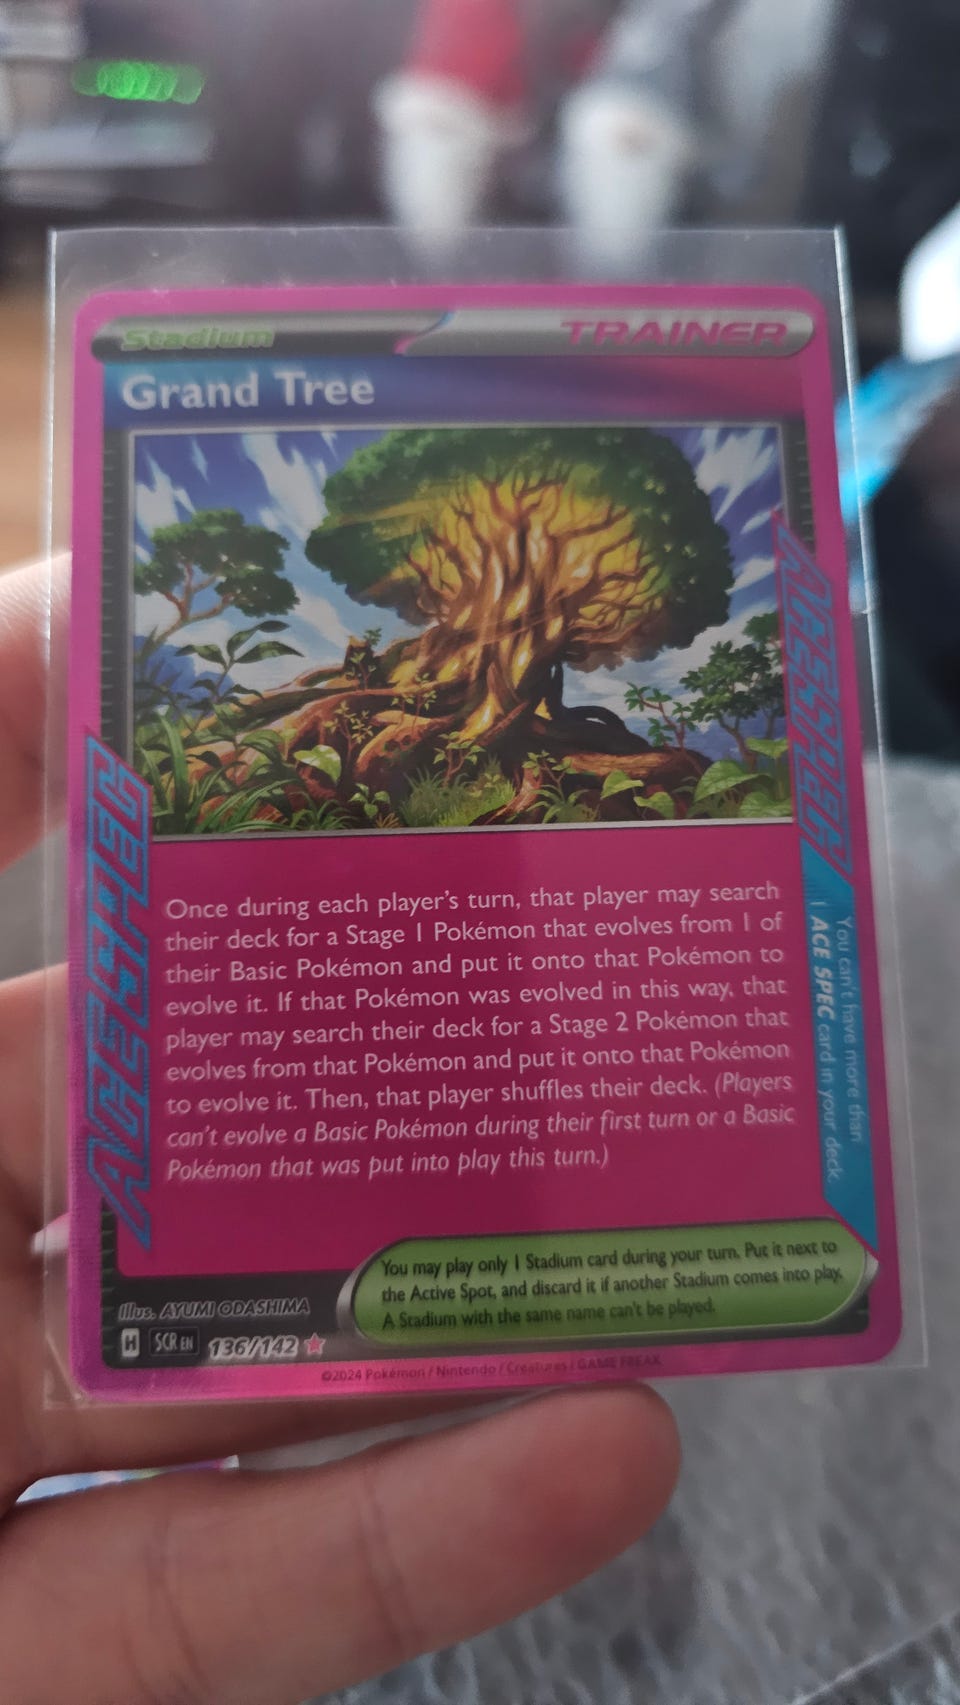 Stadium
TRAINER
Grand Tree
ACE SPEC
Once during each player's turn, that player may search
their deck for a Stage 1 Pokémon that evolves from 1 of
their Basic Pokémon and put it onto that Pokémon to
evolve it. If that Pokémon was evolved in this way, that
player may search their deck for a Stage 2 Pokémon that
evolves from that Pokémon and put it onto that Pokémon
to evolve it. Then, that player shuffles their deck. (Players
can't evolve a Basic Pokémon during their first turn or a Basic
Pokémon that was put into play this turn.)
ACE SPEC
You can't have more than
1 ACE SPEC card in your deck.
You may play only 1 Stadium card during your turn. Put it next to
the Active Spot, and discard it if another Stadium comes into play.
A Stadium with the same name can't be played.
Illus. AYUMI ODASHIMA
H SCR EN 136/142
©2024 Pokémon / Nintendo / Creatures / GAME FREAK